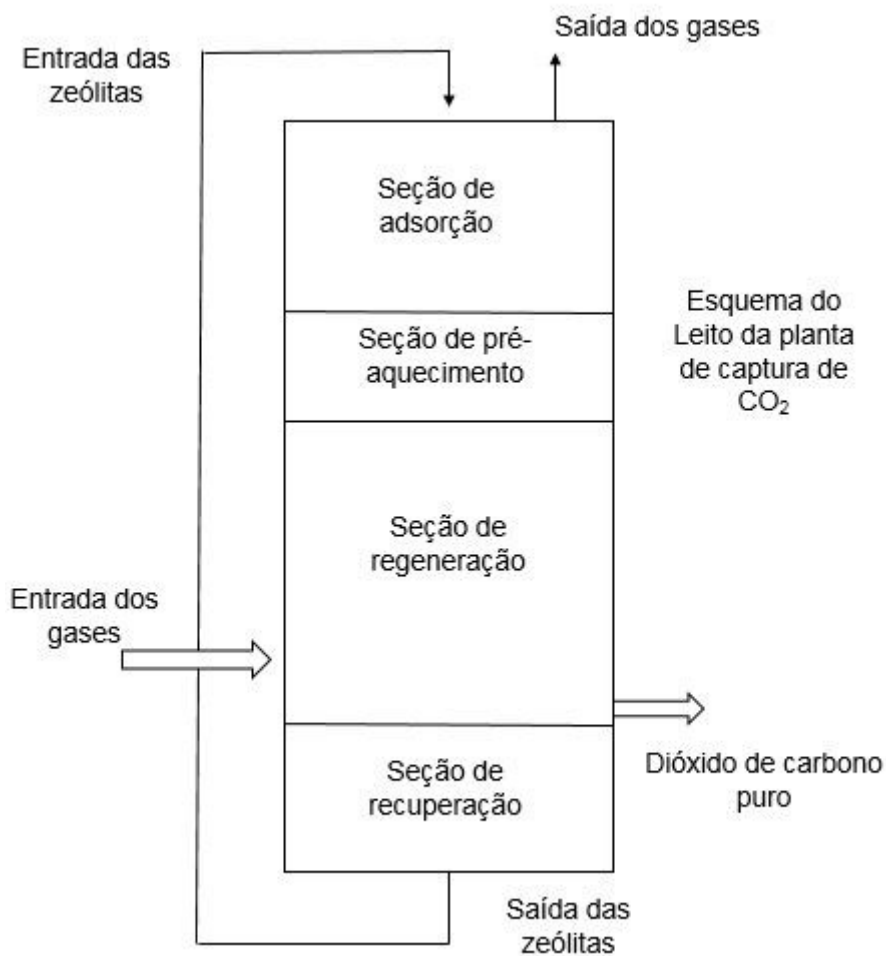 Saída dos gases
Entrada das
zeólitas
Seção de
adsorção
Seção de pré-
aquecimento
Esquema do
Leito da planta
de captura de
CO₂
Seção de
regeneração
Entrada dos
gases
Seção de
recuperação
Dióxido de carbono
puro
Saída das
zeólitas